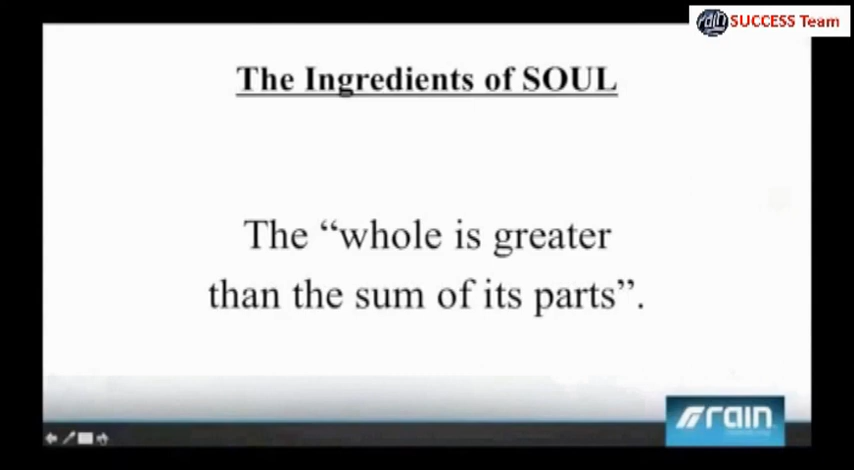 SUCCESS Team
The Ingredients of SOUL
The “whole is greater
than the sum of its parts”.
rain